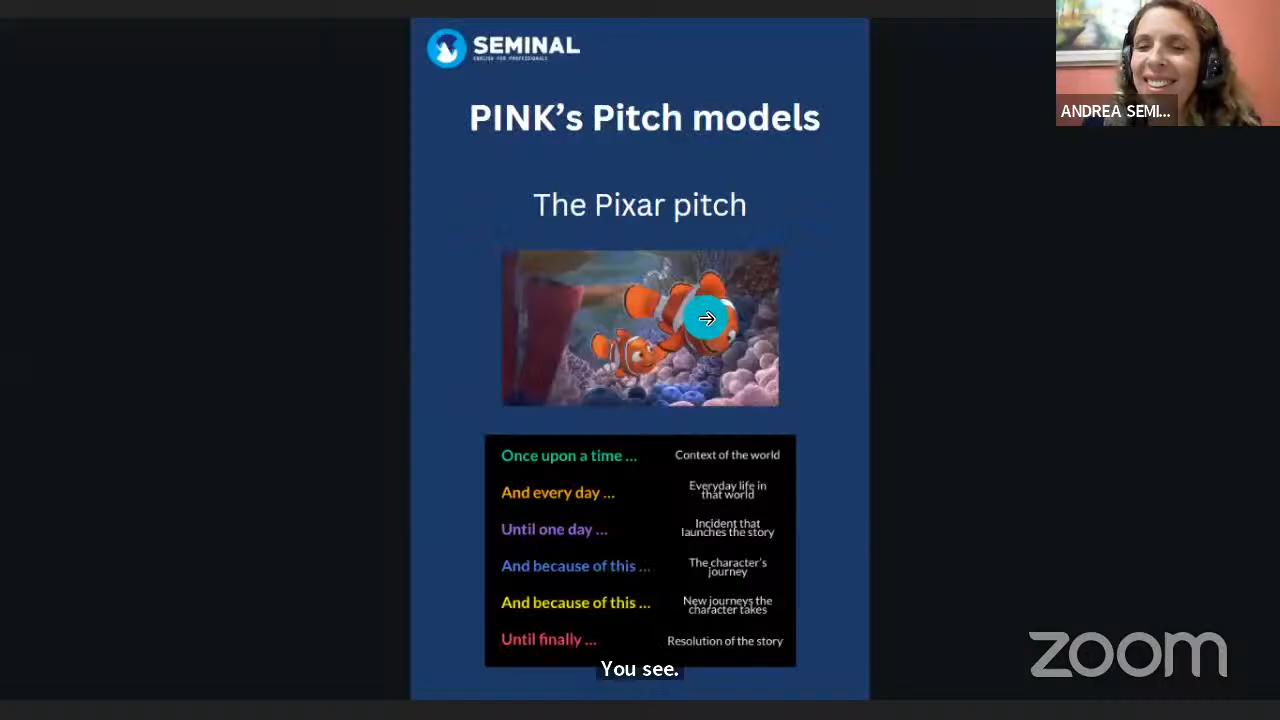 SEMINAL
ENGLISH FOR PROFESSIONALS
ANDREA SEMI...
PINK's Pitch models
The Pixar pitch
Once upon a time ... Context of the world
And every day ... Everyday life in
that world
Until one day ... Incident that
launches the story
And because of this ... The character's
journey
And because of this ... New journeys the
character takes
Until finally ... Resolution of the story
You see.
zoom